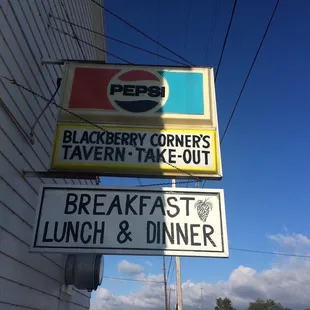 PEPSI
BLACKBERRY CORNER'S
TAVERN · TAKE-OUT
BREAKFAST
LUNCH & DINNER